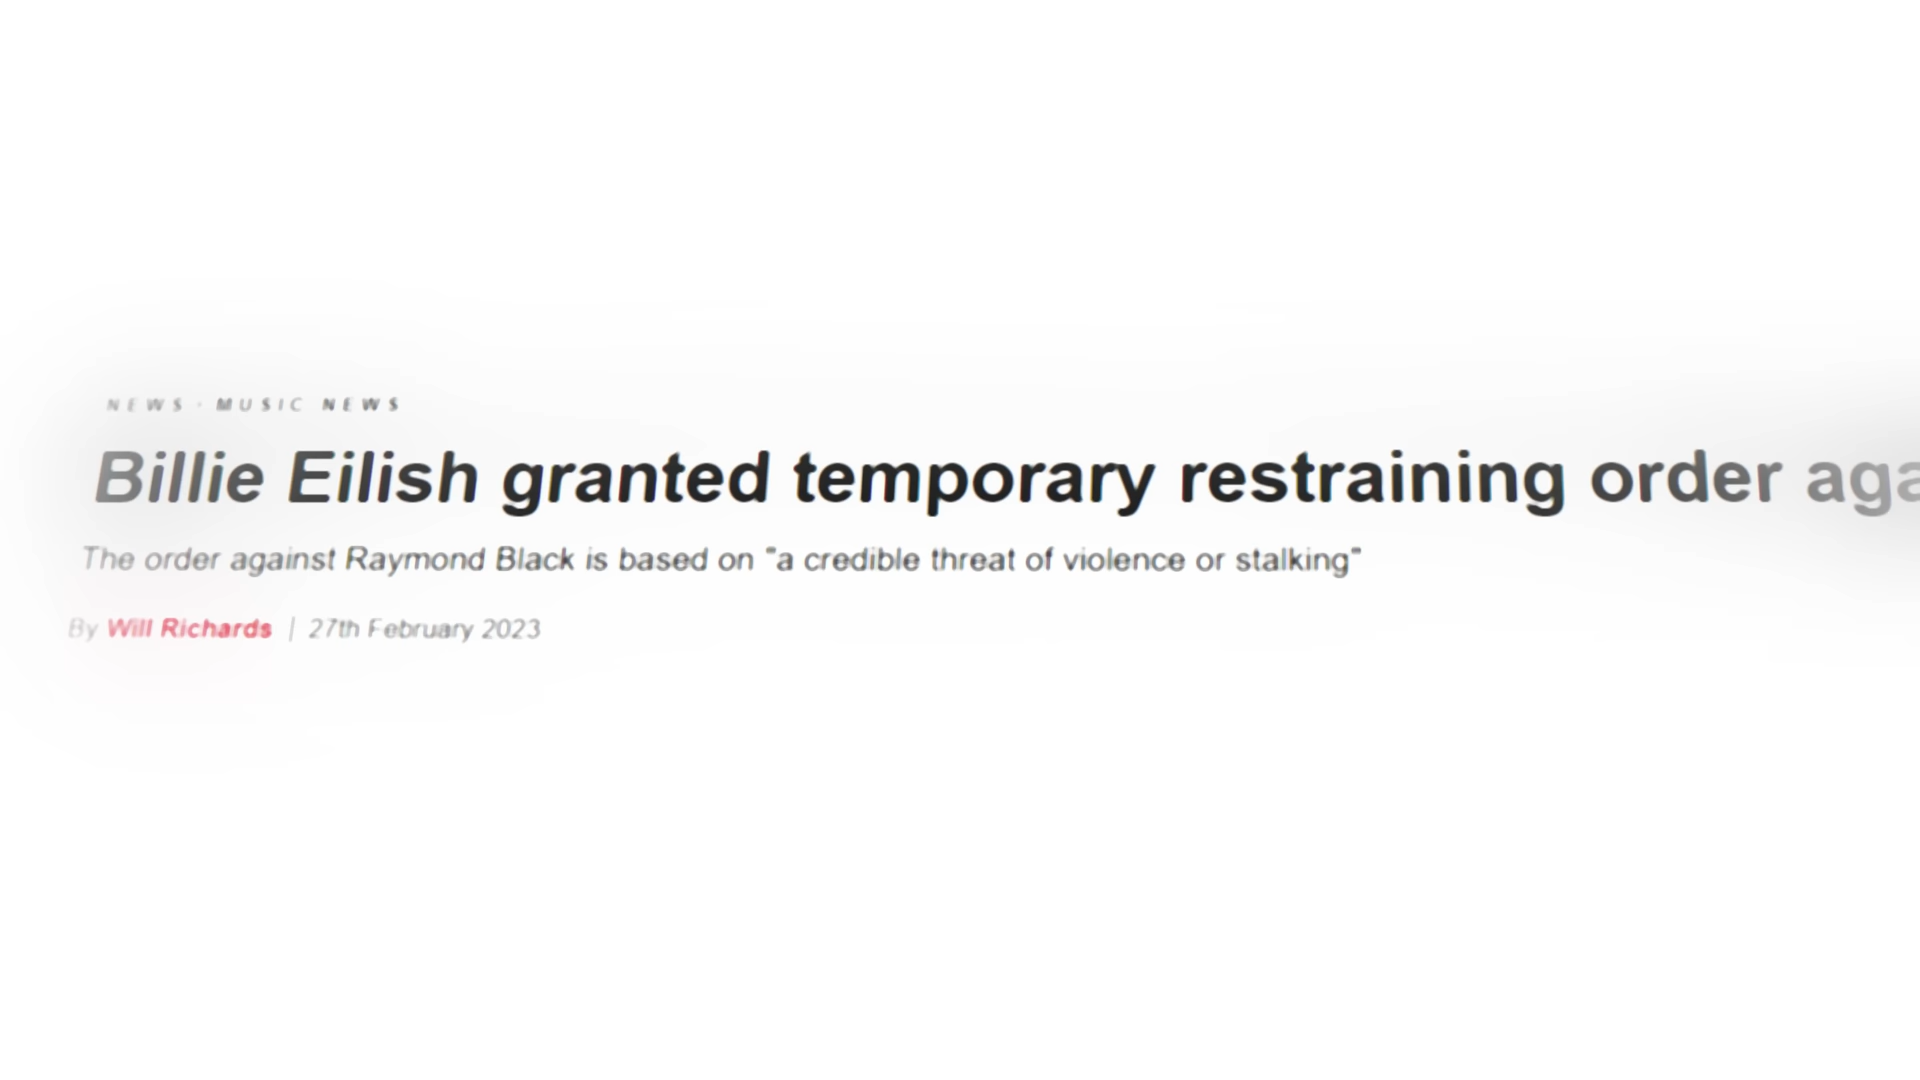 NEWS · MUSIC NEWS
Billie Eilish granted temporary restraining order aga
The order against Raymond Black is based on "a credible threat of violence or stalking"
By Will Richards | 27th February 2023